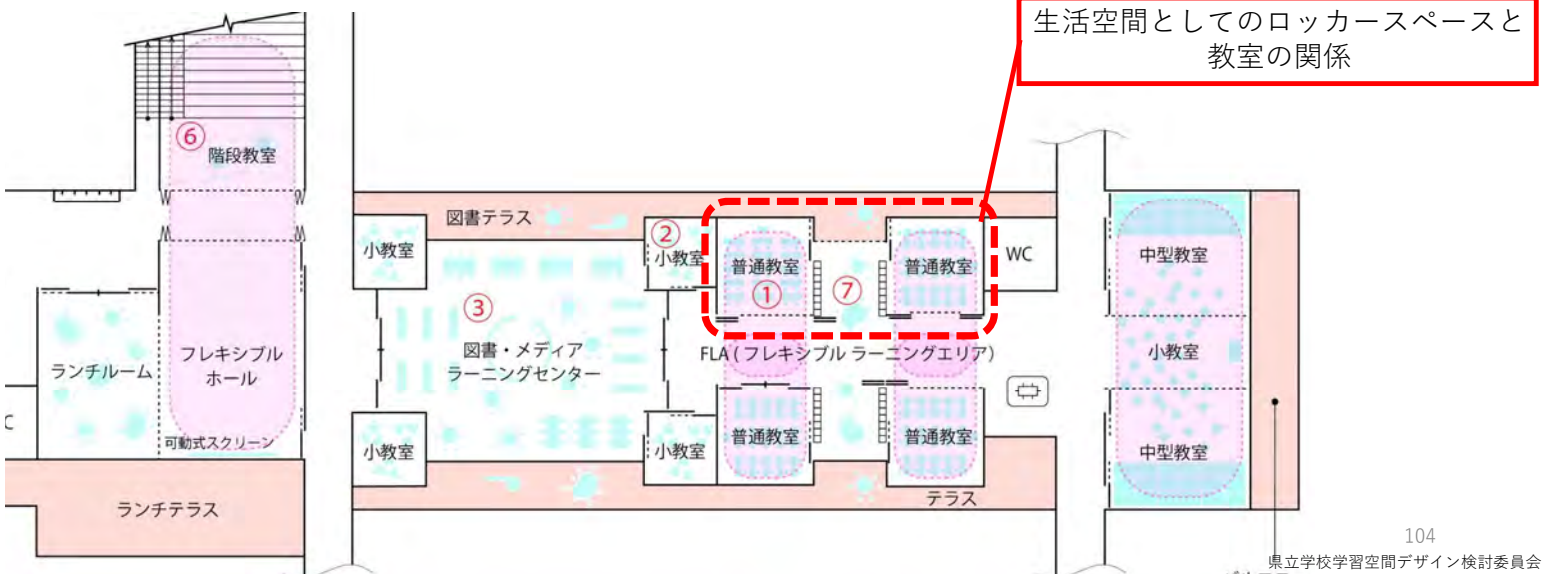 生活空間としてのロッカースペースと
教室の関係
⑥
階段教室
図書テラス
小教室
②
小教室
普通教室
①
⑦
普通教室
WC
中型教室
③
図書・メディア
ラーニングセンター
FLA(フレキシブル ラーニングエリア)
ランチルーム
フレキシブル
ホール
小教室
可動式スクリーン
小教室
小教室
普通教室
普通教室
中型教室
ランチテラス
テラス
104
県立学校学習空間デザイン検討委員会